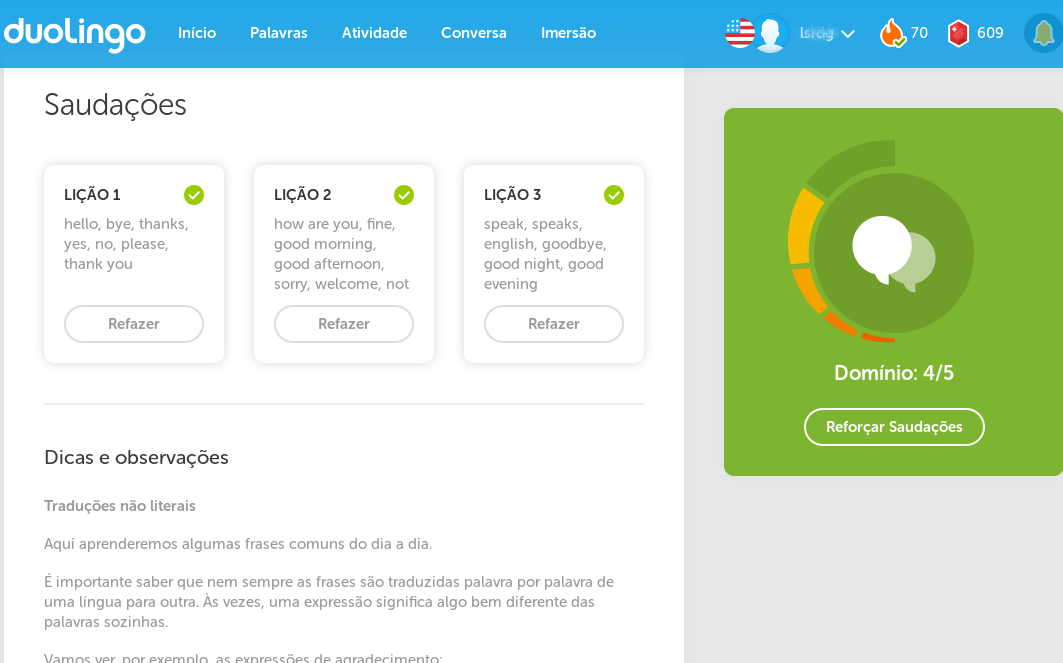 duolingo Início Palavras Atividade Conversa Imersão 70 609
Saudações
LIÇÃO 1
hello, bye, thanks,
yes, no, please,
thank you
Refazer
LIÇÃO 2
how are you, fine,
good morning,
good afternoon,
sorry, welcome, not
Refazer
LIÇÃO 3
speak, speaks,
english, goodbye,
good night, good
evening
Refazer
Domínio: 4/5
Reforçar Saudações
Dicas e observações
Traduções não literais
Aqui aprenderemos algumas frases comuns do dia a dia.
É importante saber que nem sempre as frases são traduzidas palavra por palavra de
uma língua para outra. Às vezes, uma expressão significa algo bem diferente das
palavras sozinhas.
Vamos ver, por exemplo, as expressões de agradecimento: